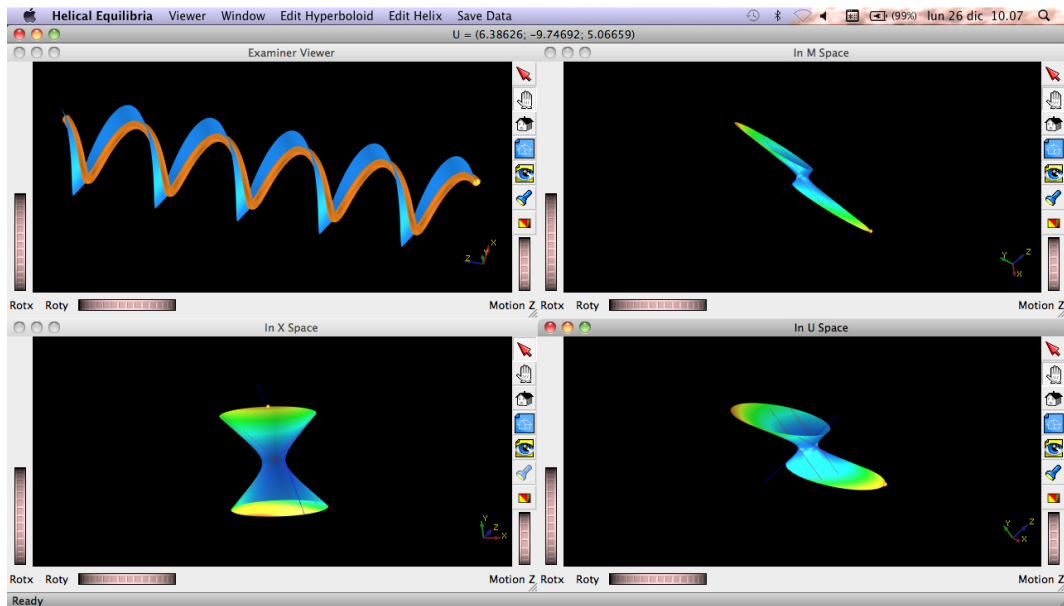 Helical Equilibria Viewer Window Edit Hyperboloid Edit Helix Save Data (99%) lun 26 dic 10.07
U = (6.38626; -9.74692; 5.06659)
Examiner Viewer
In M Space
Z Y X
Y Z X
Rotx Roty Motion Z
Rotx Roty Motion Z
In X Space
In U Space
Y Z X
Y Z X
Rotx Roty Motion Z
Rotx Roty Motion Z
Ready